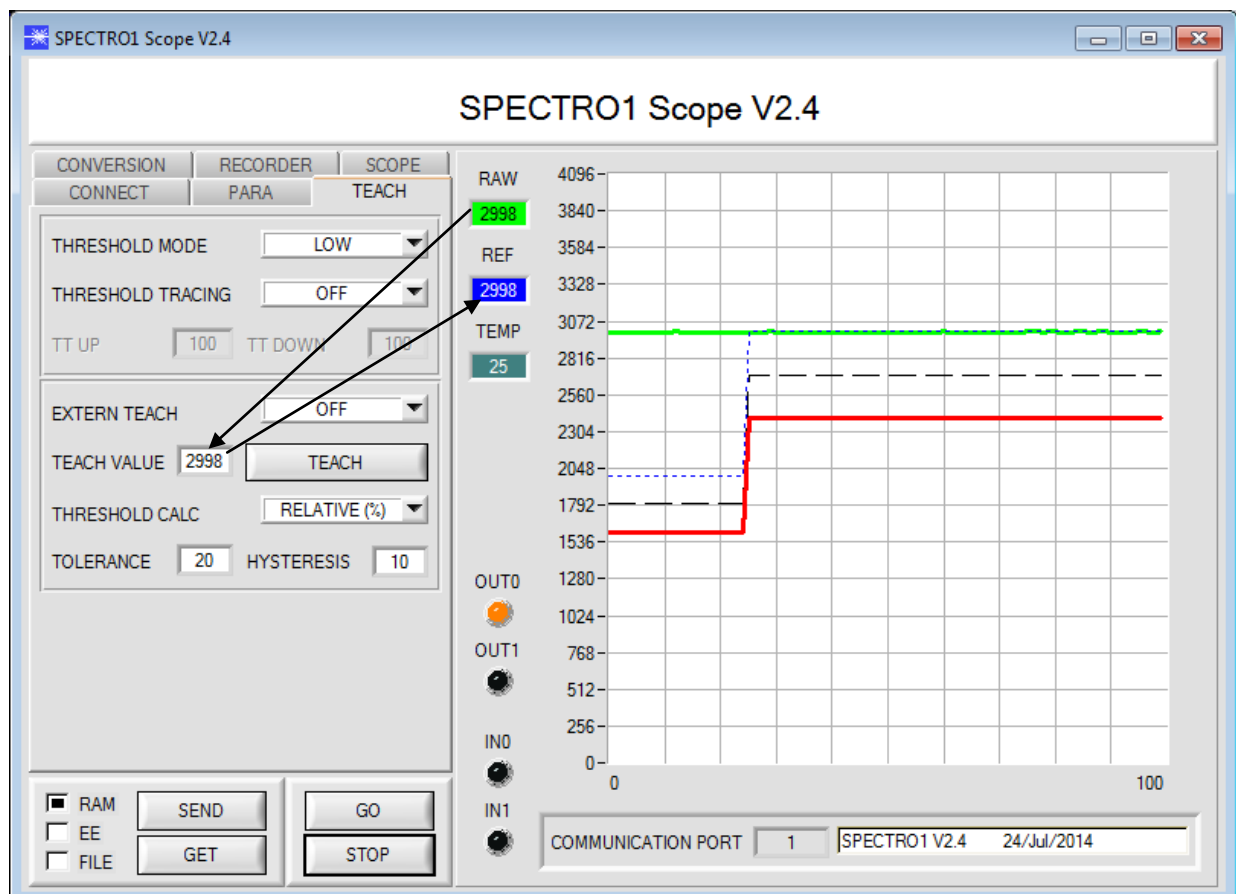 SPECTRO1 Scope V2.4
SPECTRO1 Scope V2.4
CONVERSION RECORDER SCOPE
CONNECT PARA TEACH
THRESHOLD MODE LOW
THRESHOLD TRACING OFF
TT UP 100 TT DOWN 100
EXTERN TEACH OFF
TEACH VALUE 2998 TEACH
THRESHOLD CALC RELATIVE (%)
TOLERANCE 20 HYSTERESIS 10
RAM SEND GO
EE
FILE GET STOP
RAW
2998
REF
2998
TEMP
25
OUT0
OUT1
IN0
IN1
4096
3840
3584
3328
3072
2816
2560
2304
2048
1792
1536
1280
1024
768
512
256
0
0 100
COMMUNICATION PORT 1 SPECTRO1 V2.4 24/Jul/2014